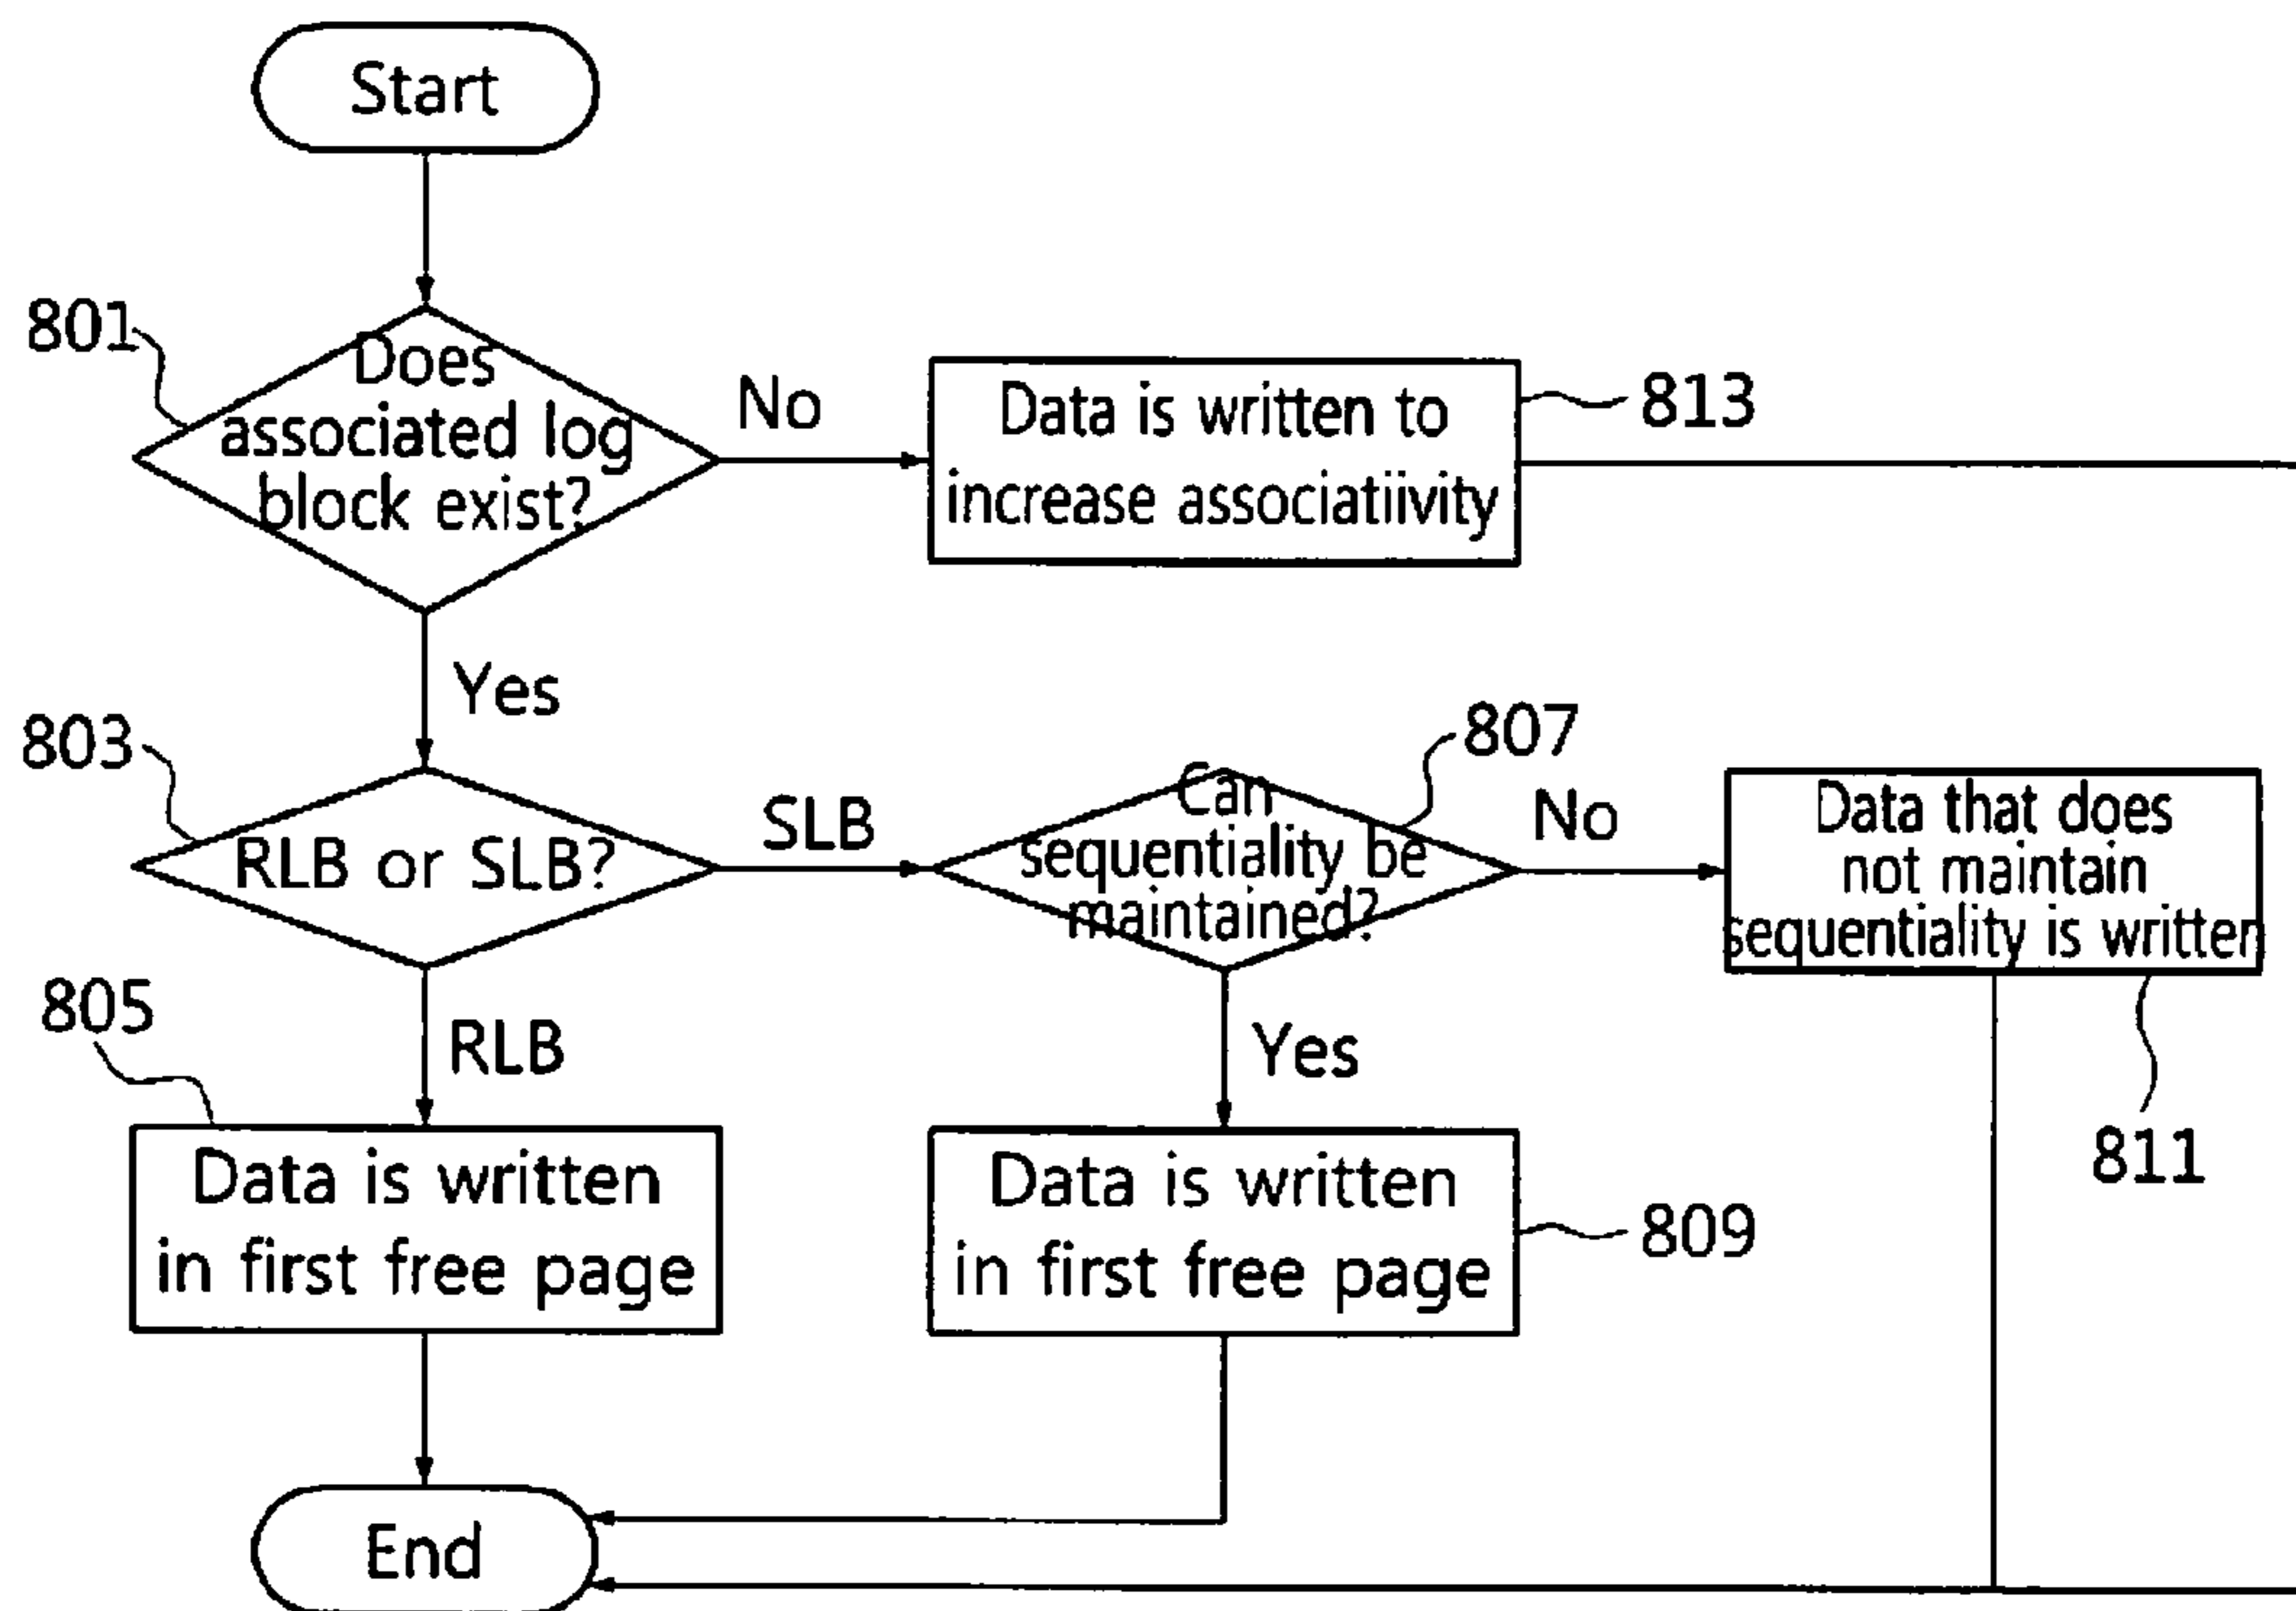 Start
801
Does
associated log
block exist?
No
Data is written to
increase associatiivity
813
Yes
803
RLB or SLB?
SLB
807
Can
sequentiality be
maintained?
No
Data that does
not maintain
sequentiality is written
811
805
RLB
Data is written
in first free page
Yes
Data is written
in first free page
809
End